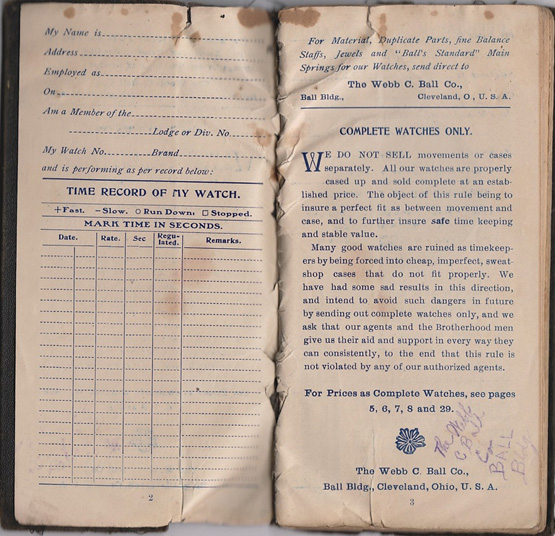 My Name is
Address
Employed as
On
Am a Member of the
Lodge or Div. No.
My Watch No. Brand
and is performing as per record below:
TIME RECORD OF MY WATCH.
+Fast. -Slow. ○ Run Down: □ Stopped.
MARK TIME IN SECONDS.
Date. Rate. Sec Regu- lated. Remarks.
2
For Material, Duplicate Parts, fine Balance
Staffs, Jewels and "Ball's Standard" Main
Springs for our Watches, send direct to
The Webb C. Ball Co.,
Ball Bldg., Cleveland, O, U. S. A.
COMPLETE WATCHES ONLY.
WE DO NOT SELL movements or cases
separately. All our watches are properly
cased up and sold complete at an estab-
lished price. The object of this rule being to
insure a perfect fit as between movement and
case, and to further insure safe time keeping
and stable value.
Many good watches are ruined as timekeep-
ers by being forced into cheap, imperfect, sweat
shop cases that do not fit properly. We
have had some sad results in this direction,
and intend to avoid such dangers in future
by sending out complete watches only, and we
ask that our agents and the Brotherhood men
give us their aid and support in every way they
can consistently, to the end that this rule is
not violated by any of our authorized agents.
For Prices as Complete Watches, see pages
5, 6, 7, 8 and 29.
The Webb
C Ball
Co
BALL
Bldg
The Webb C. Ball Co.,
Ball Bldg., Cleveland, Ohio, U. S. A.
3